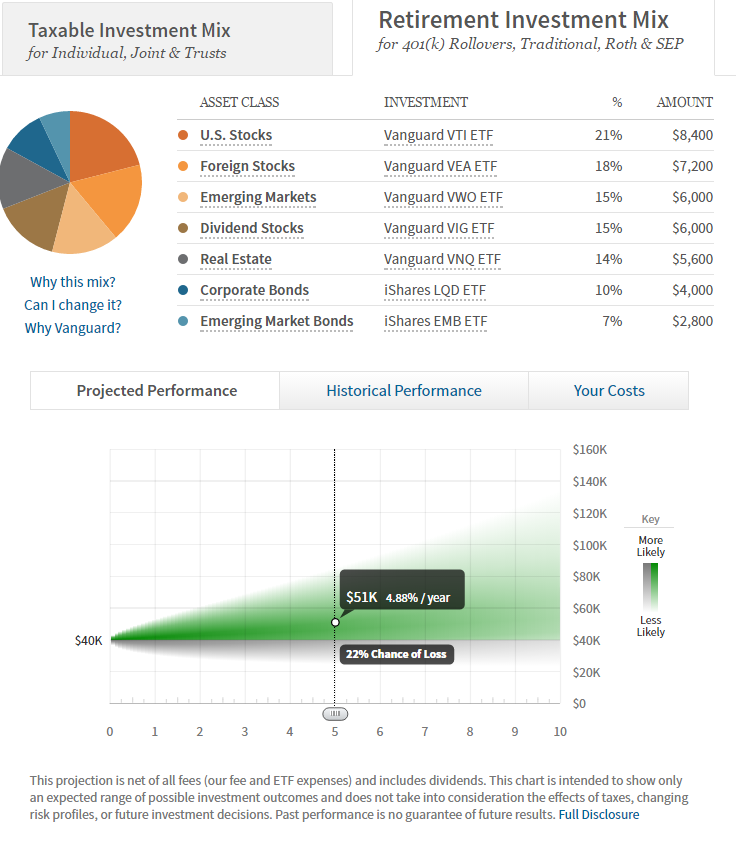 Taxable Investment Mix
for Individual, Joint & Trusts
Retirement Investment Mix
for 401(k) Rollovers, Traditional, Roth & SEP
ASSET CLASS INVESTMENT % AMOUNT
U.S. Stocks Vanguard VTI ETF 21% $8,400
Foreign Stocks Vanguard VEA ETF 18% $7,200
Emerging Markets Vanguard VWO ETF 15% $6,000
Dividend Stocks Vanguard VIG ETF 15% $6,000
Real Estate Vanguard VNQ ETF 14% $5,600
Corporate Bonds iShares LQD ETF 10% $4,000
Emerging Market Bonds iShares EMB ETF 7% $2,800
Why this mix?
Can I change it?
Why Vanguard?
Projected Performance Historical Performance Your Costs
$160K
$140K
$120K
$100K
$80K
$60K
$40K
$20K
$0
$40K
$51K 4.88% / year
22% Chance of Loss
0 1 2 3 4 5 6 7 8 9 10
Key
More
Likely
Less
Likely
This projection is net of all fees (our fee and ETF expenses) and includes dividends. This chart is intended to show only
an expected range of possible investment outcomes and does not take into consideration the effects of taxes, changing
risk profiles, or future investment decisions. Past performance is no guarantee of future results. Full Disclosure